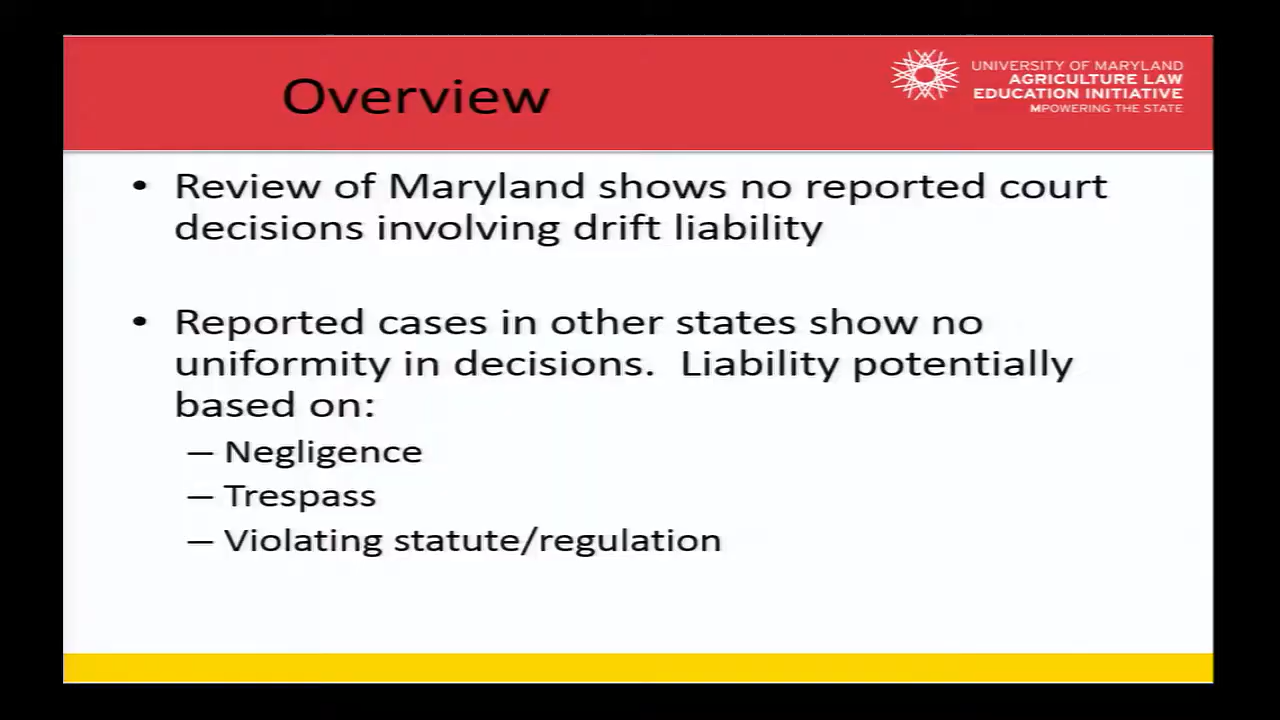 Overview
UNIVERSITY OF MARYLAND
AGRICULTURE LAW
EDUCATION INITIATIVE
MPOWERING THE STATE
• Review of Maryland shows no reported court
decisions involving drift liability
• Reported cases in other states show no
uniformity in decisions.  Liability potentially
based on:
– Negligence
– Trespass
– Violating statute/regulation